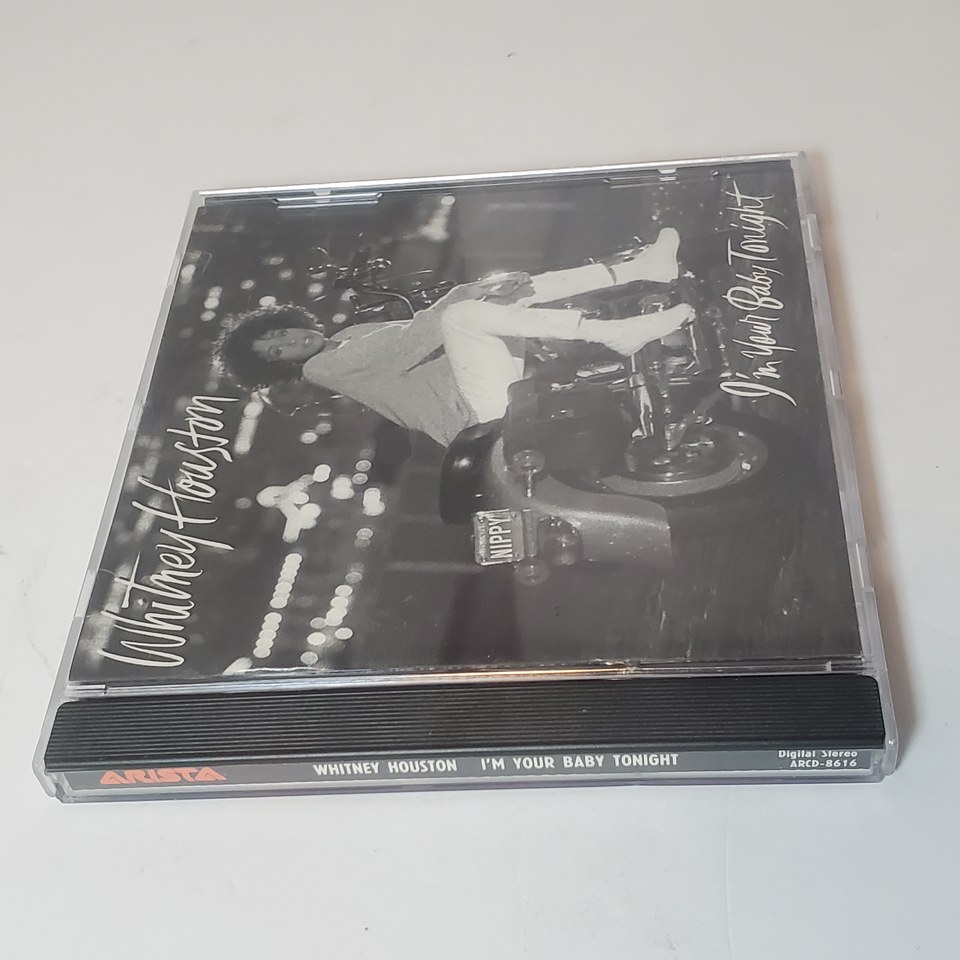 Whitney Houston
I'm Your Baby Tonight
NIPPY
ARISTA
WHITNEY HOUSTON I'M YOUR BABY TONIGHT
Digital Stereo
ARCD-8616